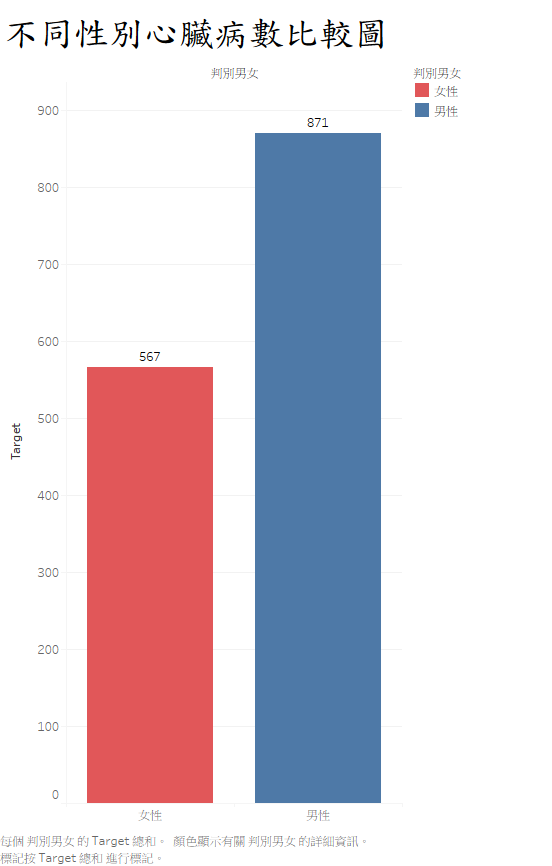 不同性別心臟病數比較圖
判別男女
判別男女
女性
男性
900
800
700
600
500
400
300
200
100
0
Target
871
567
女性
男性
每個 判別男女 的 Target 總和。 顏色顯示有關 判別男女 的詳細資訊。
標記按 Target 總和 進行標記。